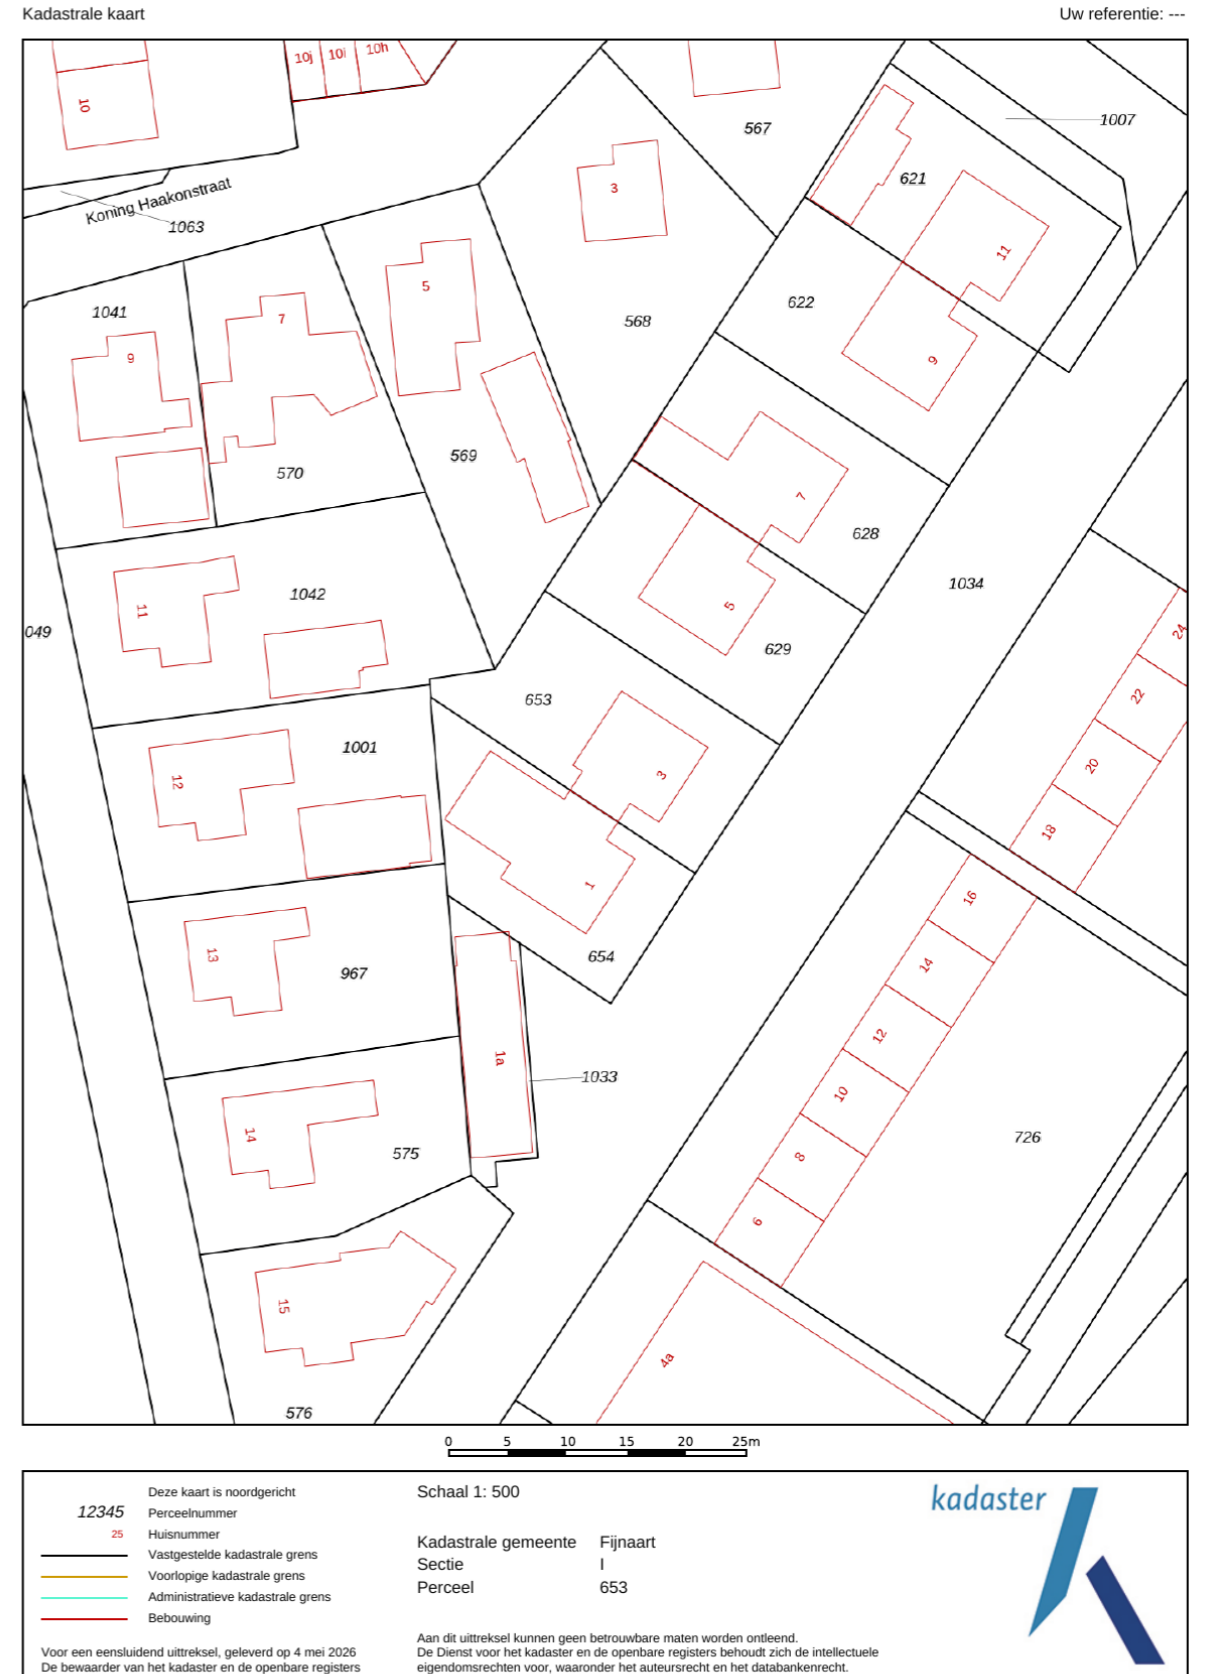 Kadastrale kaart
Uw referentie: ---
10j 10i 10h
10
567
1007
3
621
Koning Haakonstraat
1063
11
5
622
1041
7
568
9
9
569
570
7
628
1042
11
5
1034
049
629
24
653
22
1001
12
3
20
18
1
16
13
967
654
14
12
1a
1033
10
14
575
726
8
6
15
4a
576
0 5 10 15 20 25m
Deze kaart is noordgericht
12345 Perceelnummer
25 Huisnummer
Vastgestelde kadastrale grens
Voorlopige kadastrale grens
Administratieve kadastrale grens
Bebouwing
Voor een eensluidend uittreksel, geleverd op 4 mei 2026
De bewaarder van het kadaster en de openbare registers
Schaal 1: 500
Kadastrale gemeente Fijnaart
Sectie I
Perceel 653
Aan dit uittreksel kunnen geen betrouwbare maten worden ontleend.
De Dienst voor het kadaster en de openbare registers behoudt zich de intellectuele
eigendomsrechten voor, waaronder het auteursrecht en het databankenrecht.
kadaster